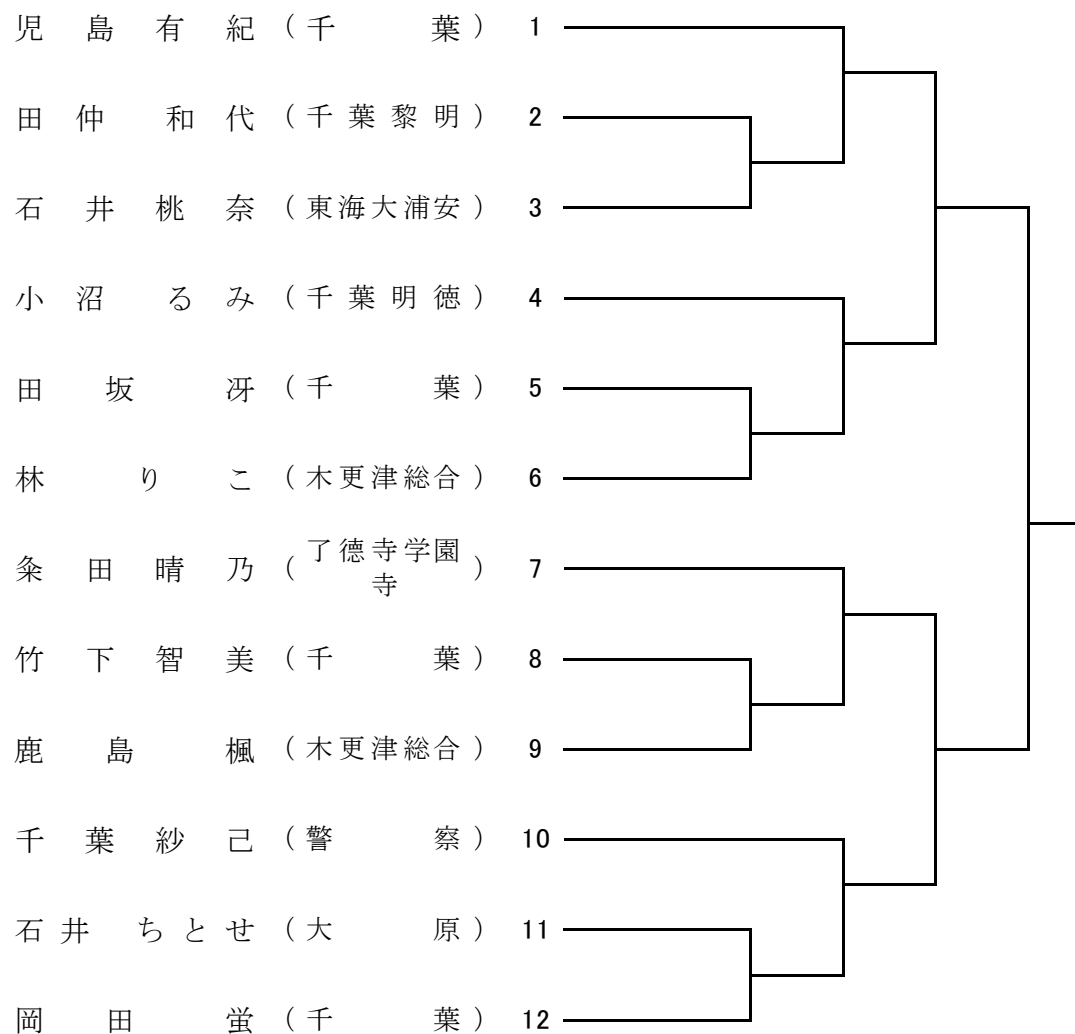 児島有紀（千葉） 1
田仲和代（千葉黎明） 2
石井桃奈（東海大浦安） 3
小沼るみ（千葉明徳） 4
田坂冴（千葉） 5
林りこ（木更津総合） 6
粂田晴乃（了德寺学園寺） 7
竹下智美（千葉） 8
鹿島楓（木更津総合） 9
千葉紗己（警察） 10
石井ちとせ（大原） 11
岡田蛍（千葉） 12